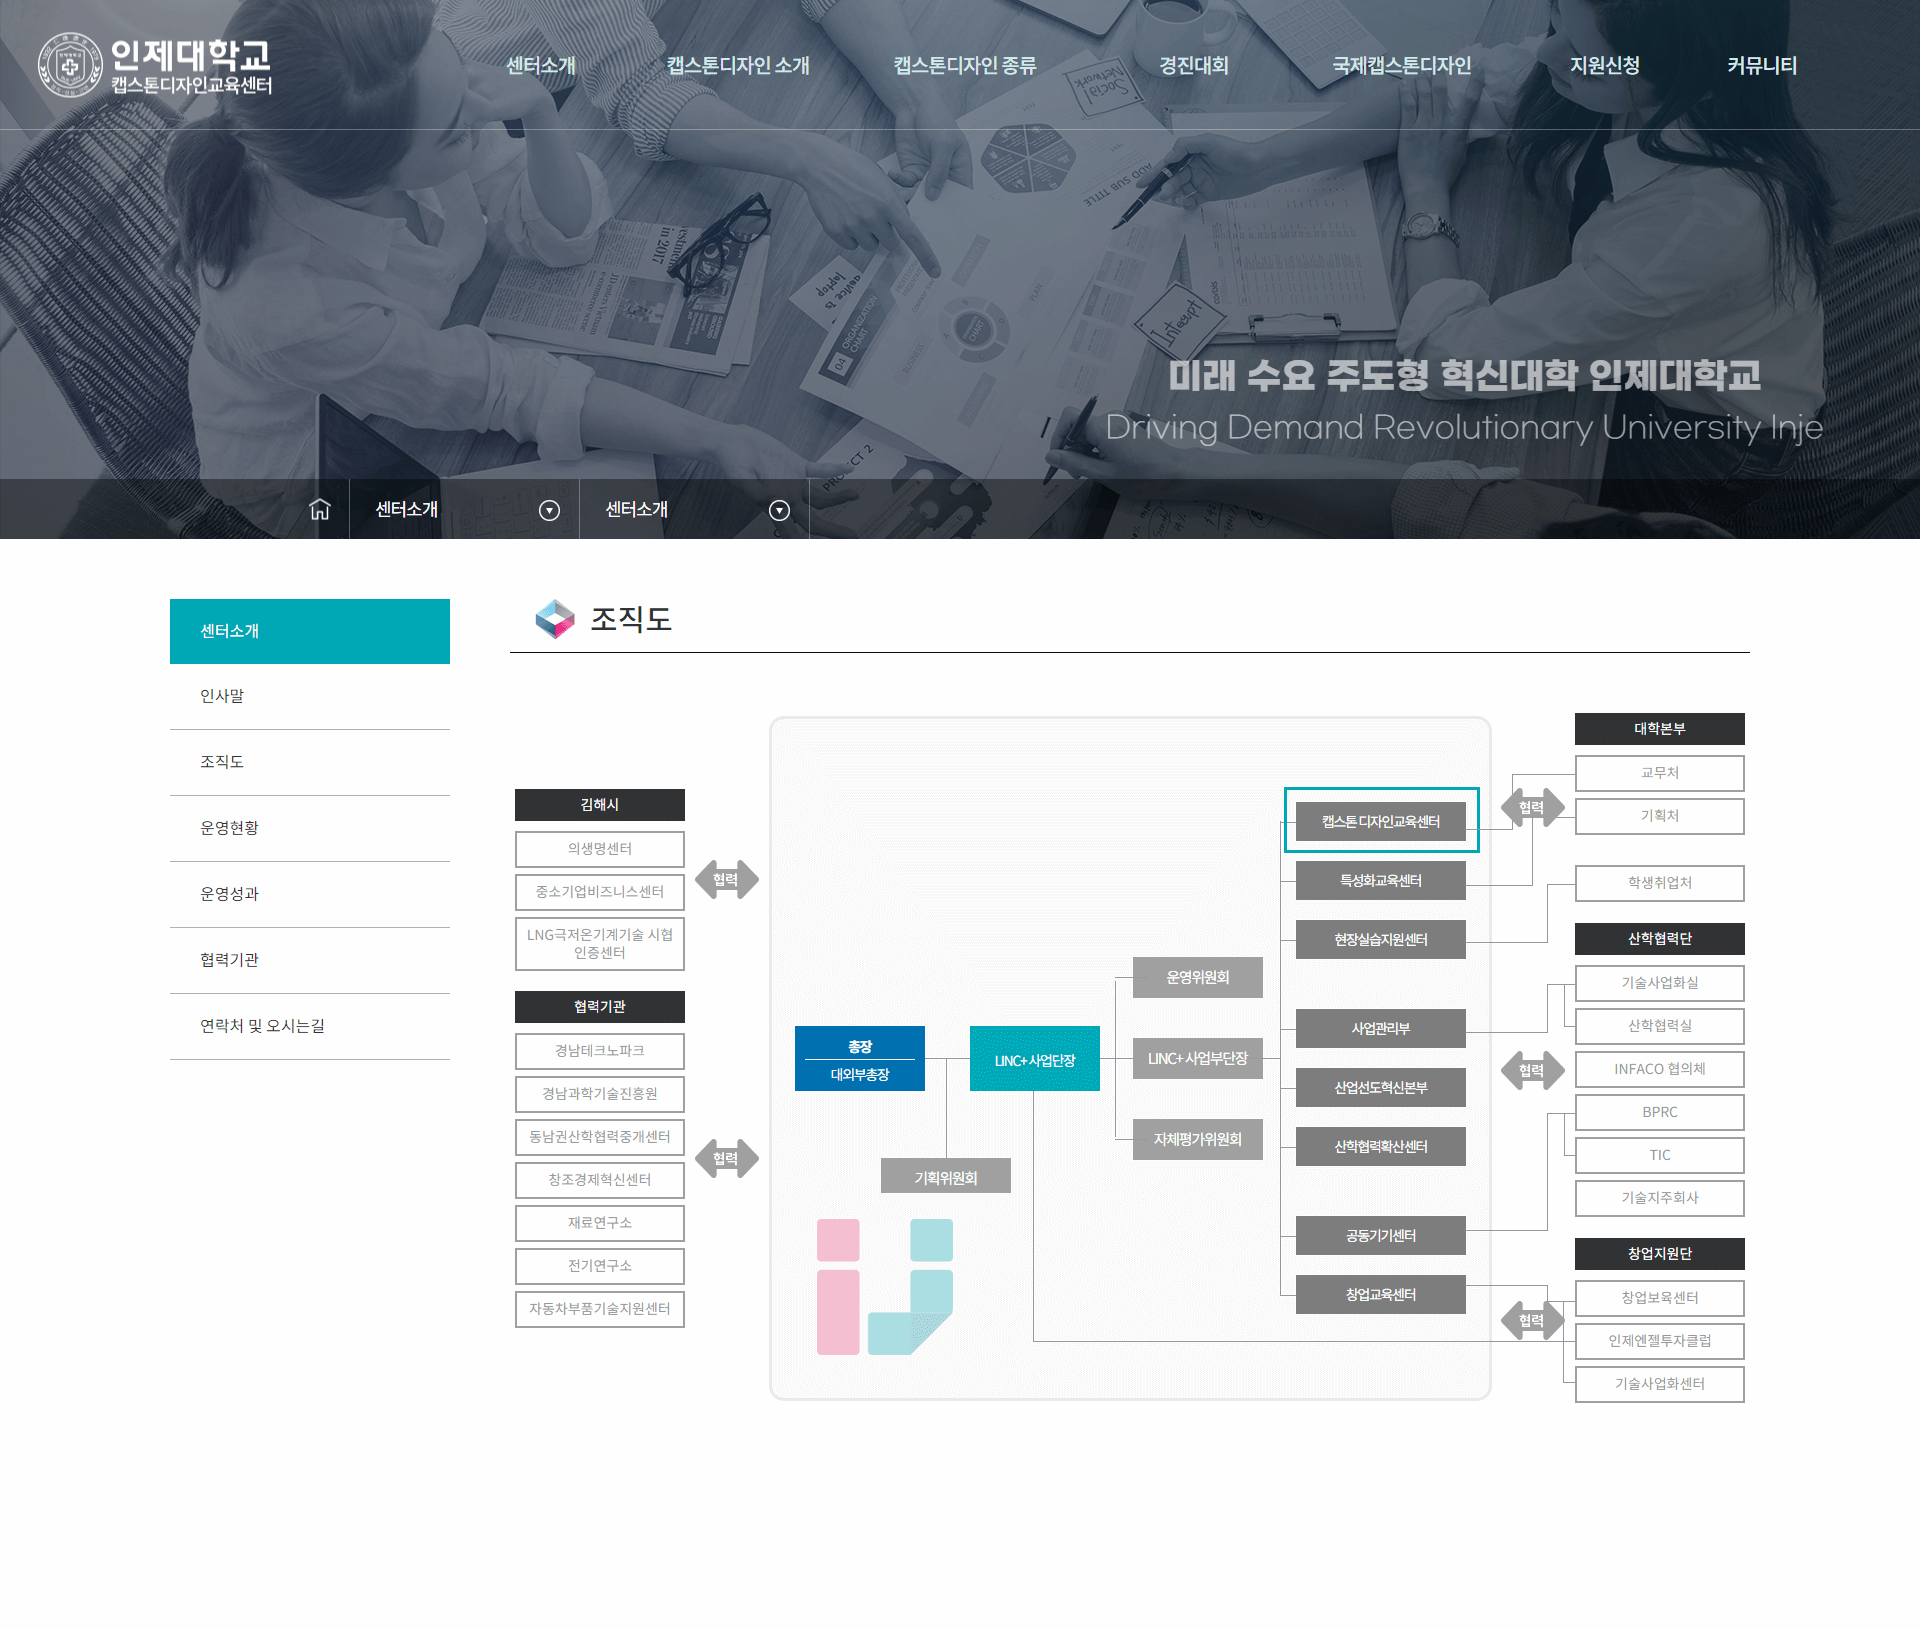 인제대학교
캡스톤디자인교육센터
센터소개
캡스톤디자인 소개
캡스톤디자인 종류
경진대회
국제캡스톤디자인
지원신청
커뮤니티
Social
Network
ADD SUB TITLE
in 2017
device is
laptop
ORGANIZATION
CHART
04
BUSINESS
PLAN
Interrupt
PROJECT 2
미래 수요 주도형 혁신대학 인제대학교
Driving Demand Revolutionary University Inje
센터소개
센터소개
센터소개
인사말
조직도
운영현황
운영성과
협력기관
연락처 및 오시는길
조직도
김해시
의생명센터
중소기업비즈니스센터
LNG극저온기계기술 시협
인증센터
협력
협력기관
경남테크노파크
경남과학기술진흥원
동남권산학협력중개센터
창조경제혁신센터
재료연구소
전기연구소
자동차부품기술지원센터
협력
총장
대외부총장
LINC+ 사업단장
기획위원회
운영위원회
LINC+ 사업부단장
자체평가위원회
캡스톤 디자인교육센터
특성화교육센터
현장실습지원센터
사업관리부
산업선도혁신본부
산학협력확산센터
공동기기센터
창업교육센터
협력
협력
협력
대학본부
교무처
기획처
학생취업처
산학협력단
기술사업화실
산학협력실
INFACO 협의체
BPRC
TIC
기술지주회사
창업지원단
창업보육센터
인제엔젤투자클럽
기술사업화센터